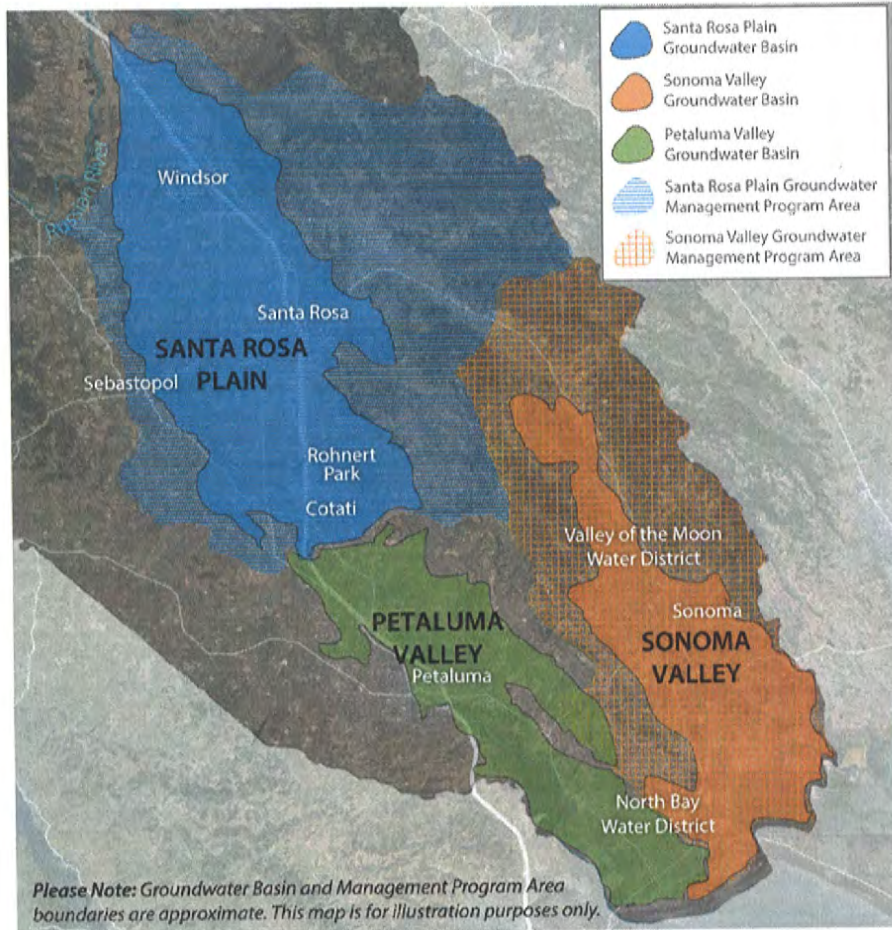 Santa Rosa Plain
Groundwater Basin
Sonoma Valley
Groundwater Basin
Petaluma Valley
Groundwater Basin
Santa Rosa Plain Groundwater
Management Program Area
Sonoma Valley Groundwater
Management Program Area
Russian River
Windsor
Santa Rosa
SANTA ROSA
PLAIN
Sebastopol
Rohnert
Park
Cotati
Valley of the Moon
Water District
Sonoma
SONOMA
VALLEY
PETALUMA
VALLEY
Petaluma
North Bay
Water District
Please Note: Groundwater Basin and Management Program Area
boundaries are approximate. This map is for illustration purposes only.